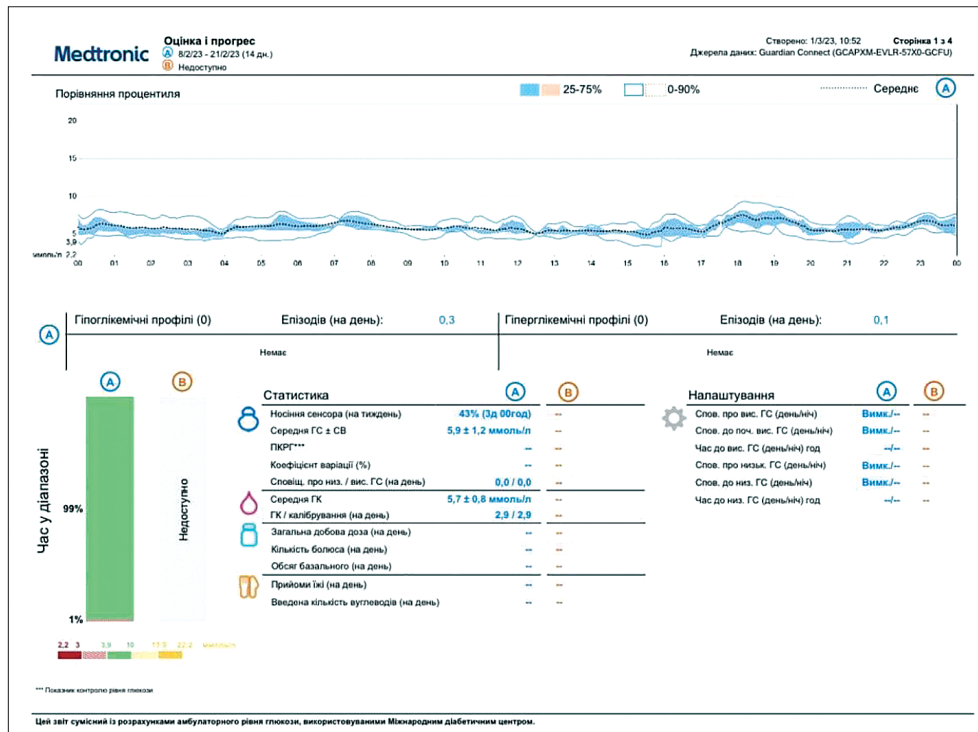 Medtronic
Оцінка і прогрес
A 8/2/23 - 21/2/23 (14 дн.)
B Недоступно
Створено: 1/3/23, 10:52 Сторінка 1 з 4
Джерела даних: Guardian Connect (GCAPXM-EVLR-57X0-GCFU)
Порівняння процентиля
25-75% 0-90% Середнє A
20
15
10
5
3,9
ммоль/л 2,2
00 01 02 03 04 05 06 07 08 09 10 11 12 13 14 15 16 17 18 19 20 21 22 23 00
A
Гіпоглікемічні профілі (0) Епізодів (на день): 0,3
Немає
Гіперглікемічні профілі (0) Епізодів (на день): 0,1
Немає
A B
Час у діапазоні
99%
1%
Недоступно
2,2 3 3,9 10 13,9 22,2 ммоль/л
Статистика A B
Носіння сенсора (на тиждень) 43% (3д 00год) --
Середня ГС ± СВ 5,9 ± 1,2 ммоль/л --
ПКРГ*** -- --
Коефіцієнт варіації (%) -- --
Сповіщ. про низ. / вис. ГС (на день) 0,0 / 0,0 --
Середня ГК 5,7 ± 0,8 ммоль/л --
ГК / калібрування (на день) 2,9 / 2,9 --
Загальна добова доза (на день) -- --
Кількість болюса (на день) -- --
Обсяг базального (на день) -- --
Прийоми їжі (на день) -- --
Введена кількість вуглеводів (на день) -- --
Налаштування A B
Спов. про вис. ГС (день/ніч) Вимк./-- --
Спов. до поч. вис. ГС (день/ніч) Вимк./-- --
Час до вис. ГС (день/ніч) год --/-- --
Спов. про низьк. ГС (день/ніч) Вимк./-- --
Спов. до низ. ГС (день/ніч) Вимк./-- --
Час до низ. ГС (день/ніч) год --/-- --
*** Показник контролю рівня глюкози
Цей звіт сумісний із розрахунками амбулаторного рівня глюкози, використовуваними Міжнародним діабетичним центром.